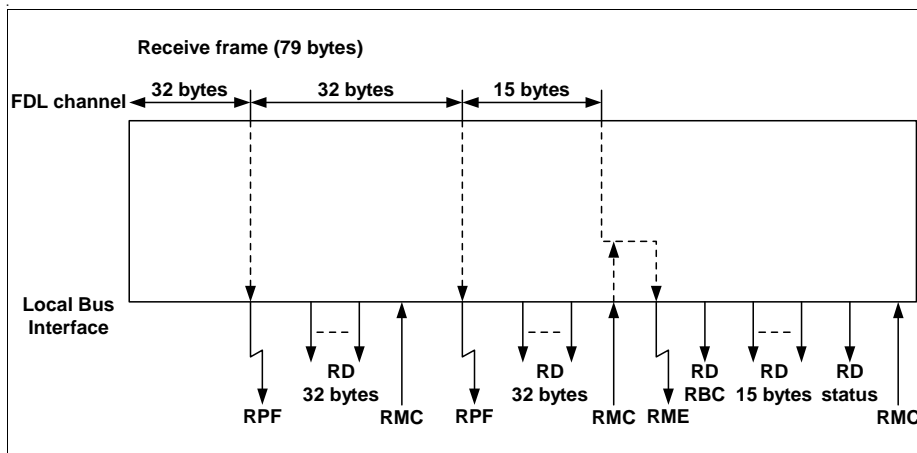 Receive frame (79 bytes)
32 bytes 32 bytes 15 bytes
FDL channel
Local Bus
Interface
RD RD RD RD RD
32 bytes 32 bytes RBC 15 bytes status
RPF RMC RPF RMC RME RMC